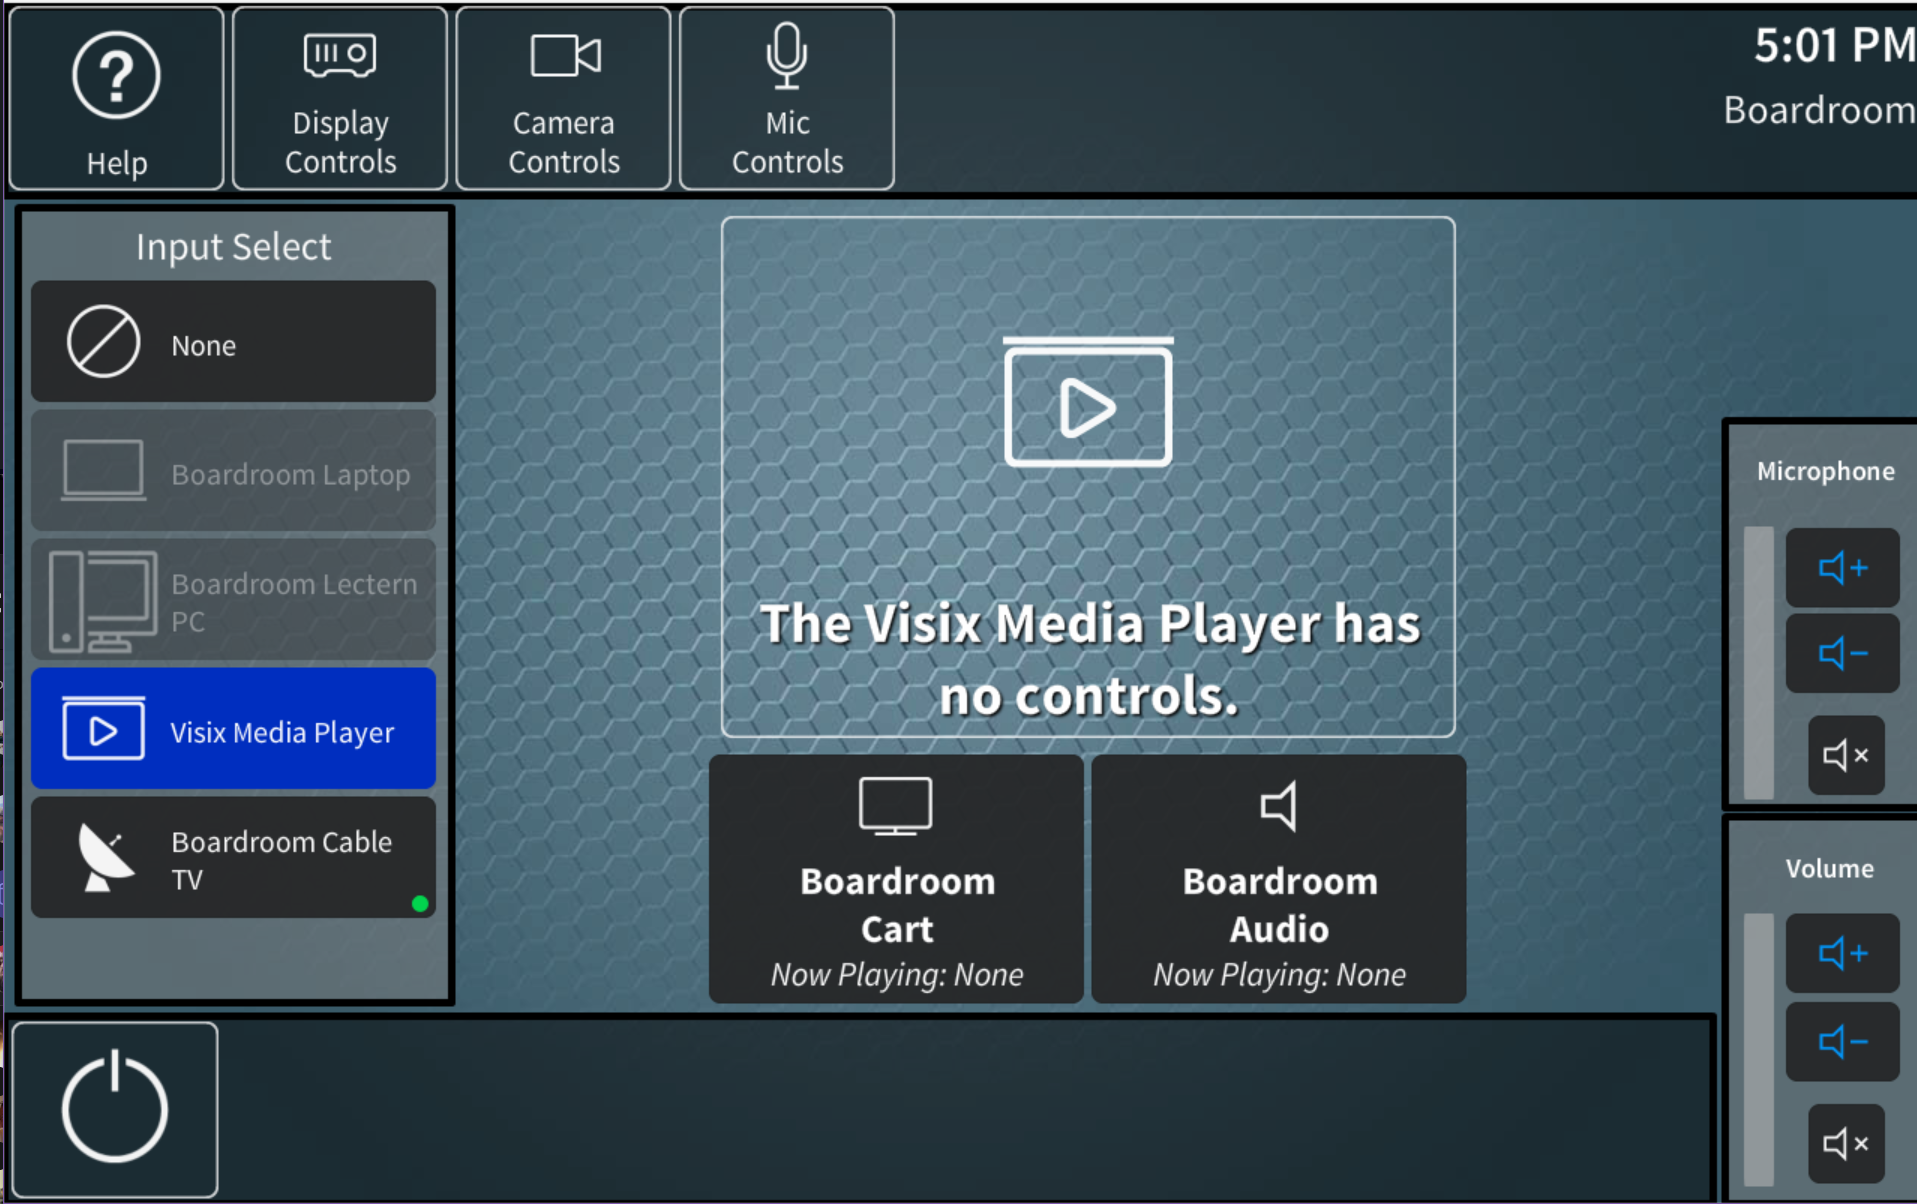 Help
Display
Controls
Camera
Controls
Mic
Controls
5:01 PM
Boardroom
Input Select
None
Boardroom Laptop
Boardroom Lectern
PC
Visix Media Player
Boardroom Cable
TV
The Visix Media Player has
no controls.
Boardroom
Cart
Now Playing: None
Boardroom
Audio
Now Playing: None
Microphone
Volume